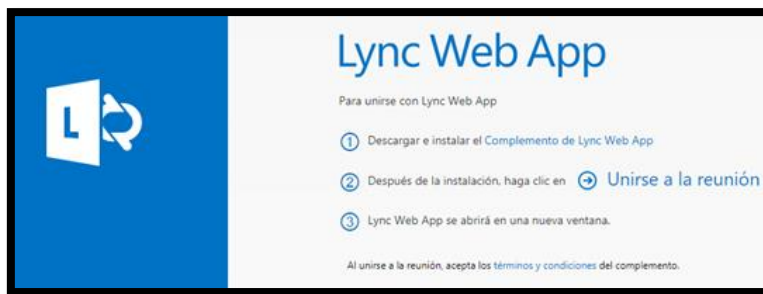 L
Lync Web App
Para unirse con Lync Web App
1 Descargar e instalar el Complemento de Lync Web App
2 Después de la instalación, haga clic en Unirse a la reunión
3 Lync Web App se abrirá en una nueva ventana.
Al unirse a la reunión, acepta los términos y condiciones del complemento.